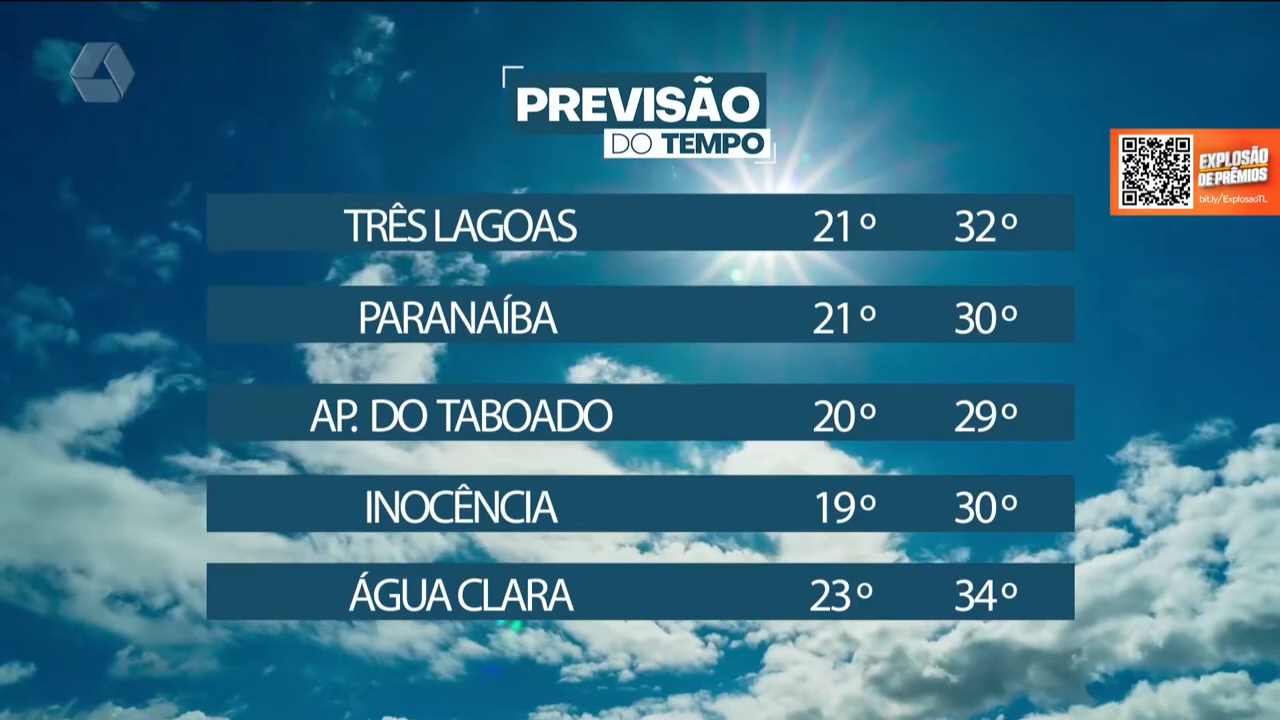 PREVISÃO
DO TEMPO
EXPLOSÃO
DE PRÊMIOS
bit.ly/ExplosaoTL
TRÊS LAGOAS 21º 32º
PARANAÍBA 21º 30º
AP. DO TABOADO 20º 29º
INOCÊNCIA 19º 30º
ÁGUA CLARA 23º 34º